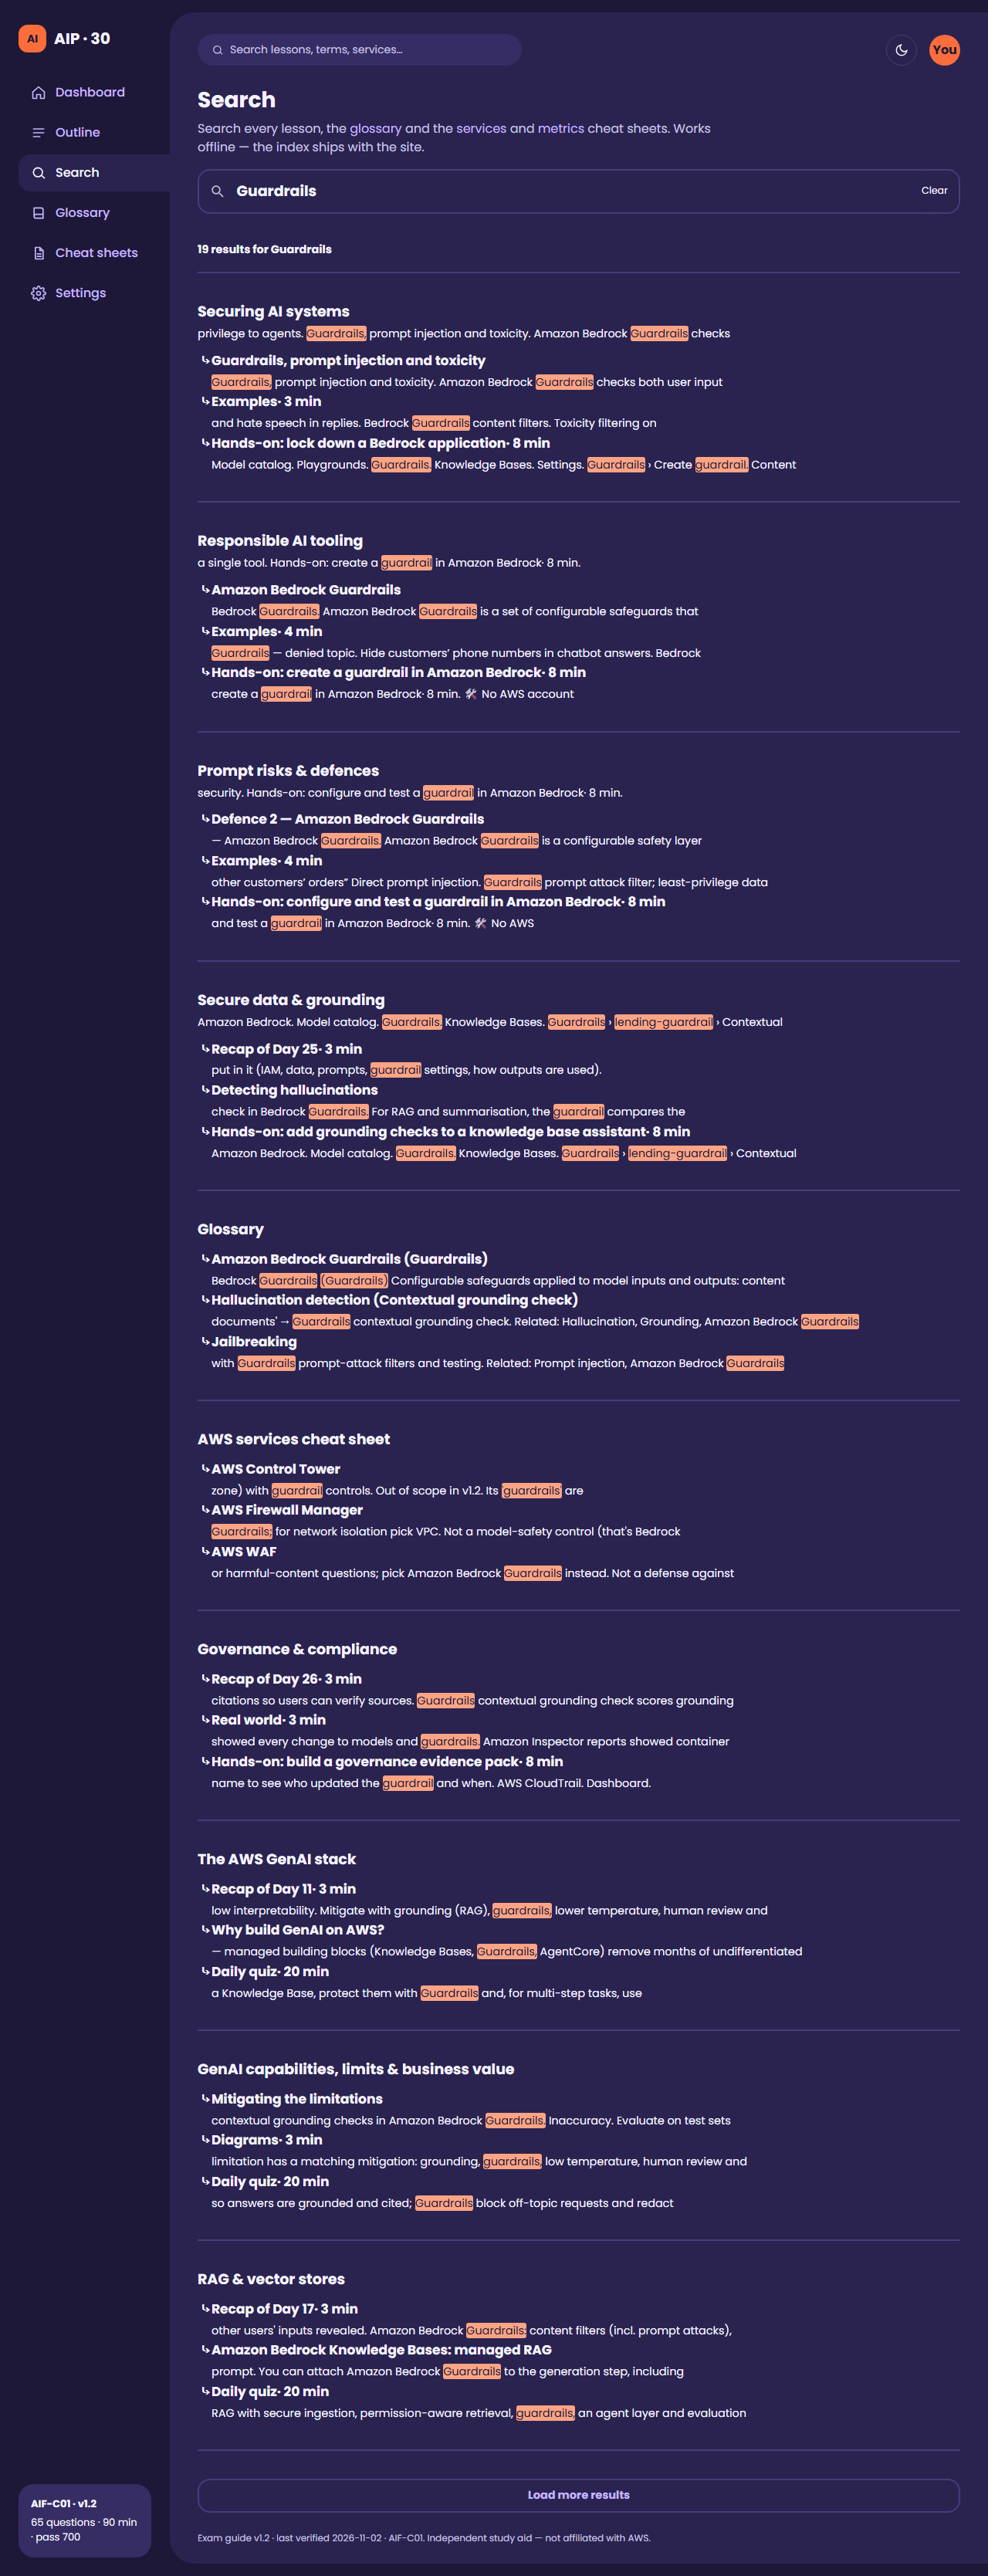 AI
AIP · 30
Dashboard
Outline
Search
Glossary
Cheat sheets
Settings
Search lessons, terms, services…
You
Search
Search every lesson, the glossary and the services and metrics cheat sheets. Works
offline — the index ships with the site.
Guardrails
Clear
19 results for Guardrails
Securing AI systems
privilege to agents. Guardrails, prompt injection and toxicity. Amazon Bedrock Guardrails checks
Guardrails, prompt injection and toxicity
Guardrails, prompt injection and toxicity. Amazon Bedrock Guardrails checks both user input
Examples· 3 min
and hate speech in replies. Bedrock Guardrails content filters. Toxicity filtering on
Hands-on: lock down a Bedrock application· 8 min
Model catalog. Playgrounds. Guardrails. Knowledge Bases. Settings. Guardrails › Create guardrail. Content
Responsible AI tooling
a single tool. Hands-on: create a guardrail in Amazon Bedrock· 8 min.
Amazon Bedrock Guardrails
Bedrock Guardrails. Amazon Bedrock Guardrails is a set of configurable safeguards that
Examples· 4 min
Guardrails — denied topic. Hide customers’ phone numbers in chatbot answers. Bedrock
Hands-on: create a guardrail in Amazon Bedrock· 8 min
create a guardrail in Amazon Bedrock· 8 min. 🛠 No AWS account
Prompt risks & defences
security. Hands-on: configure and test a guardrail in Amazon Bedrock· 8 min.
Defence 2 — Amazon Bedrock Guardrails
— Amazon Bedrock Guardrails. Amazon Bedrock Guardrails is a configurable safety layer
Examples· 4 min
other customers’ orders” Direct prompt injection. Guardrails prompt attack filter; least-privilege data
Hands-on: configure and test a guardrail in Amazon Bedrock· 8 min
and test a guardrail in Amazon Bedrock· 8 min. 🛠 No AWS
Secure data & grounding
Amazon Bedrock. Model catalog. Guardrails. Knowledge Bases. Guardrails › lending-guardrail › Contextual
Recap of Day 25· 3 min
put in it (IAM, data, prompts, guardrail settings, how outputs are used).
Detecting hallucinations
check in Bedrock Guardrails. For RAG and summarisation, the guardrail compares the
Hands-on: add grounding checks to a knowledge base assistant· 8 min
Amazon Bedrock. Model catalog. Guardrails. Knowledge Bases. Guardrails › lending-guardrail › Contextual
Glossary
Amazon Bedrock Guardrails (Guardrails)
Bedrock Guardrails (Guardrails) Configurable safeguards applied to model inputs and outputs: content
Hallucination detection (Contextual grounding check)
documents' → Guardrails contextual grounding check. Related: Hallucination, Grounding, Amazon Bedrock Guardrails
Jailbreaking
with Guardrails prompt-attack filters and testing. Related: Prompt injection, Amazon Bedrock Guardrails
AWS services cheat sheet
AWS Control Tower
zone) with guardrail controls. Out of scope in v1.2. Its 'guardrails' are
AWS Firewall Manager
Guardrails; for network isolation pick VPC. Not a model-safety control (that's Bedrock
AWS WAF
or harmful-content questions; pick Amazon Bedrock Guardrails instead. Not a defense against
Governance & compliance
Recap of Day 26· 3 min
citations so users can verify sources. Guardrails contextual grounding check scores grounding
Real world· 3 min
showed every change to models and guardrails. Amazon Inspector reports showed container
Hands-on: build a governance evidence pack· 8 min
name to see who updated the guardrail and when. AWS CloudTrail. Dashboard.
The AWS GenAI stack
Recap of Day 11· 3 min
low interpretability. Mitigate with grounding (RAG), guardrails, lower temperature, human review and
Why build GenAI on AWS?
— managed building blocks (Knowledge Bases, Guardrails, AgentCore) remove months of undifferentiated
Daily quiz· 20 min
a Knowledge Base, protect them with Guardrails and, for multi-step tasks, use
GenAI capabilities, limits & business value
Mitigating the limitations
contextual grounding checks in Amazon Bedrock Guardrails. Inaccuracy. Evaluate on test sets
Diagrams· 3 min
limitation has a matching mitigation: grounding, guardrails, low temperature, human review and
Daily quiz· 20 min
so answers are grounded and cited; Guardrails block off-topic requests and redact
RAG & vector stores
Recap of Day 17· 3 min
other users' inputs revealed. Amazon Bedrock Guardrails: content filters (incl. prompt attacks),
Amazon Bedrock Knowledge Bases: managed RAG
prompt. You can attach Amazon Bedrock Guardrails to the generation step, including
Daily quiz· 20 min
RAG with secure ingestion, permission-aware retrieval, guardrails, an agent layer and evaluation
Load more results
AIF-C01 · v1.2
65 questions · 90 min
· pass 700
Exam guide v1.2 · last verified 2026-11-02 · AIF-C01. Independent study aid — not affiliated with AWS.